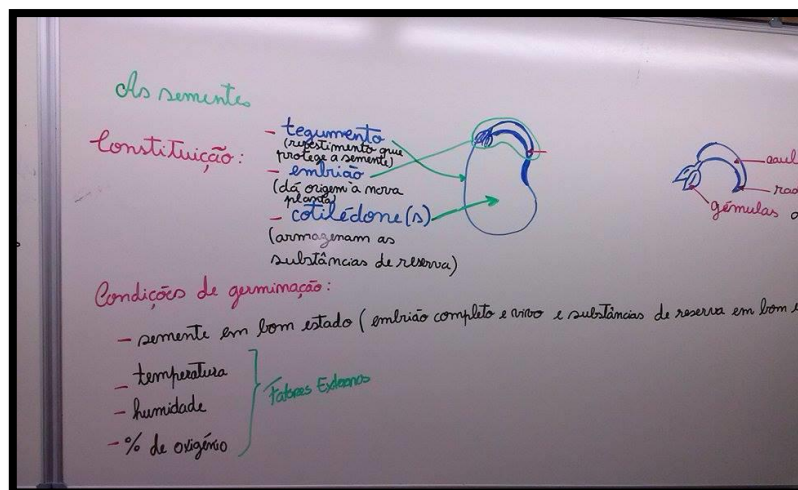 As sementes
Constituição:
- tegumento
(revestimento que
protege a semente)
- embrião
(dá origem à nova
planta)
- cotilédone(s)
(armazenam as
substâncias de reserva)
caul
rad
gémulas
Condições de germinação:
- semente em bom estado (embrião completo e vivo e substâncias de reserva em bom e
- temperatura
- humidade
- % de oxigénio
Fatores Externos